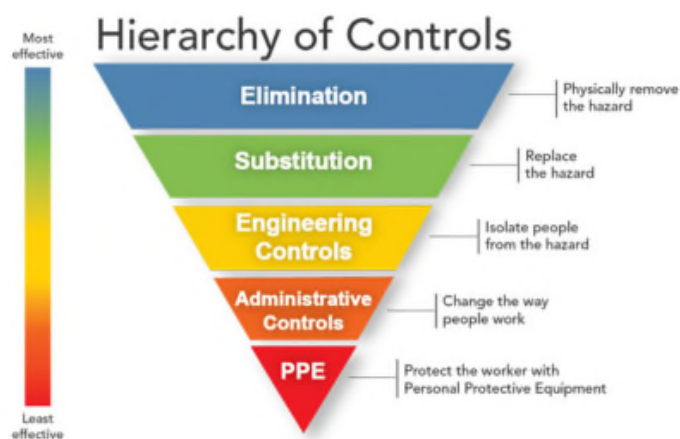 Hierarchy of Controls
Most
effective
Elimination
Physically remove
the hazard
Substitution
Replace
the hazard
Engineering
Controls
Isolate people
from the hazard
Administrative
Controls
Change the way
people work
PPE
Protect the worker with
Personal Protective Equipment
Least
effective